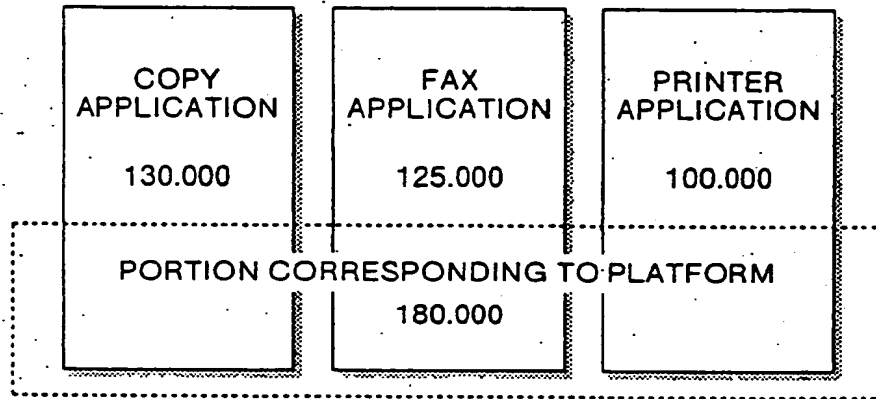 COPY
APPLICATION
130.000
FAX
APPLICATION
125.000
PRINTER
APPLICATION
100.000
PORTION CORRESPONDING TO PLATFORM
180.000